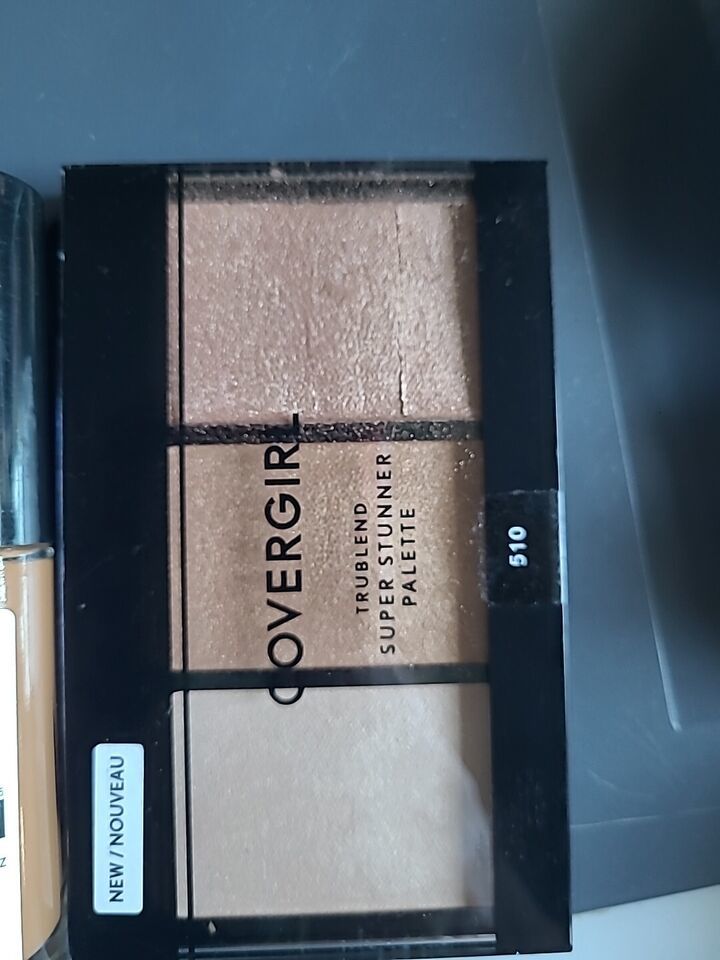 NEW / NOUVEAU
COVERGIRL
TRUBLEND
SUPER STUNNER
PALETTE
510